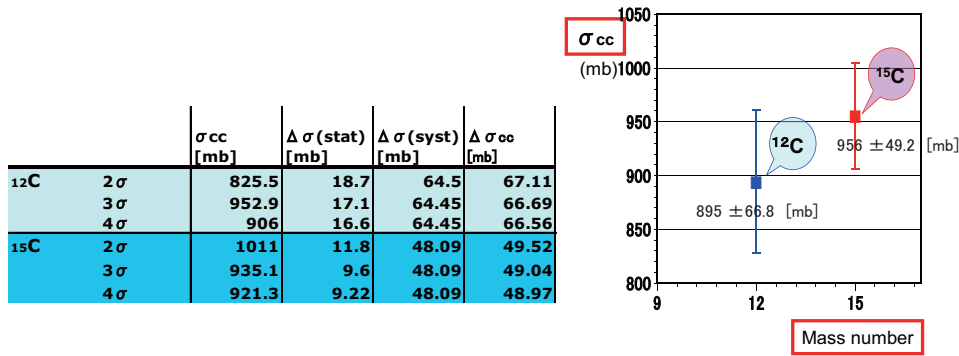 σcc Δσ(stat) Δσ(syst) Δσcc
[mb] [mb] [mb] [mb]
12C 2σ 825.5 18.7 64.5 67.11
3σ 952.9 17.1 64.45 66.69
4σ 906 16.6 64.45 66.56
15C 2σ 1011 11.8 48.09 49.52
3σ 935.1 9.6 48.09 49.04
4σ 921.3 9.22 48.09 48.97
σcc
(mb)
1050
1000
950
900
850
800
9 12 15
15C
956 ±49.2 [mb]
12C
895 ±66.8 [mb]
Mass number